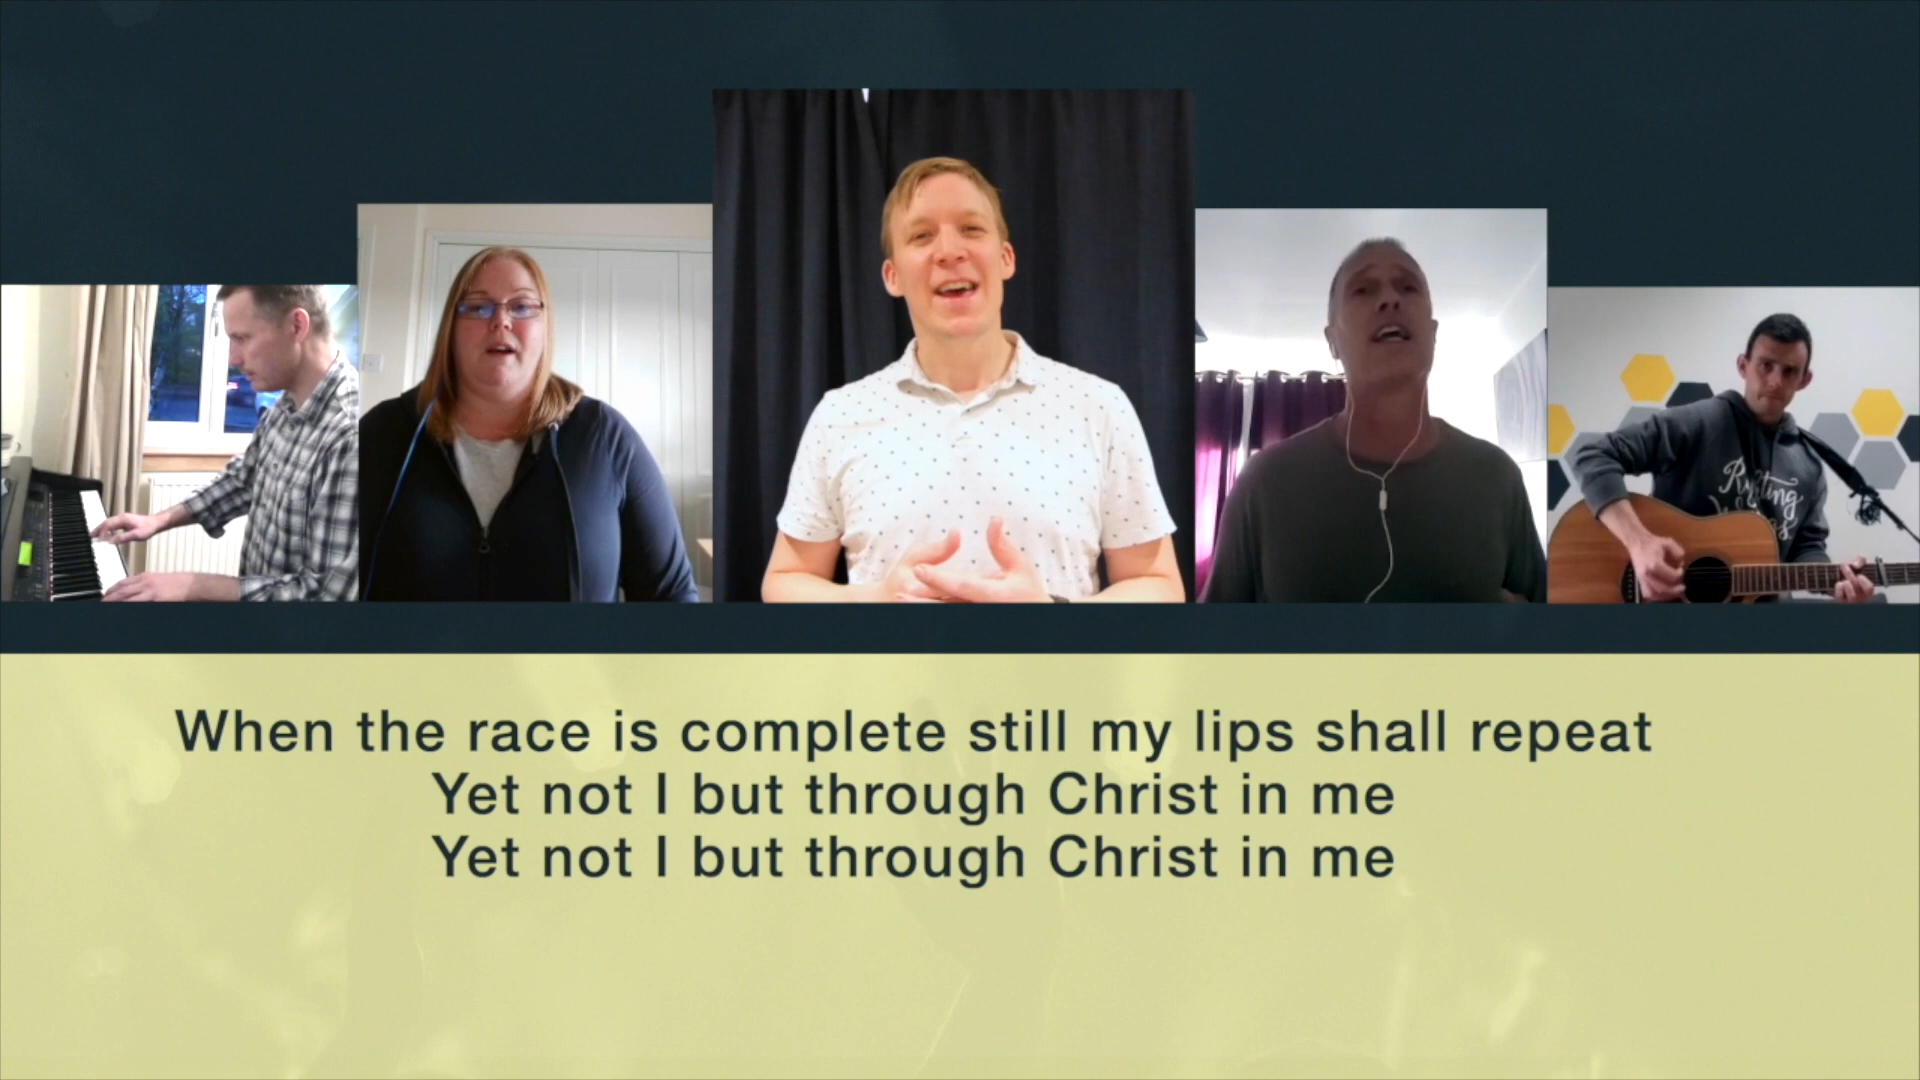 When the race is complete still my lips shall repeat
Yet not I but through Christ in me
Yet not I but through Christ in me